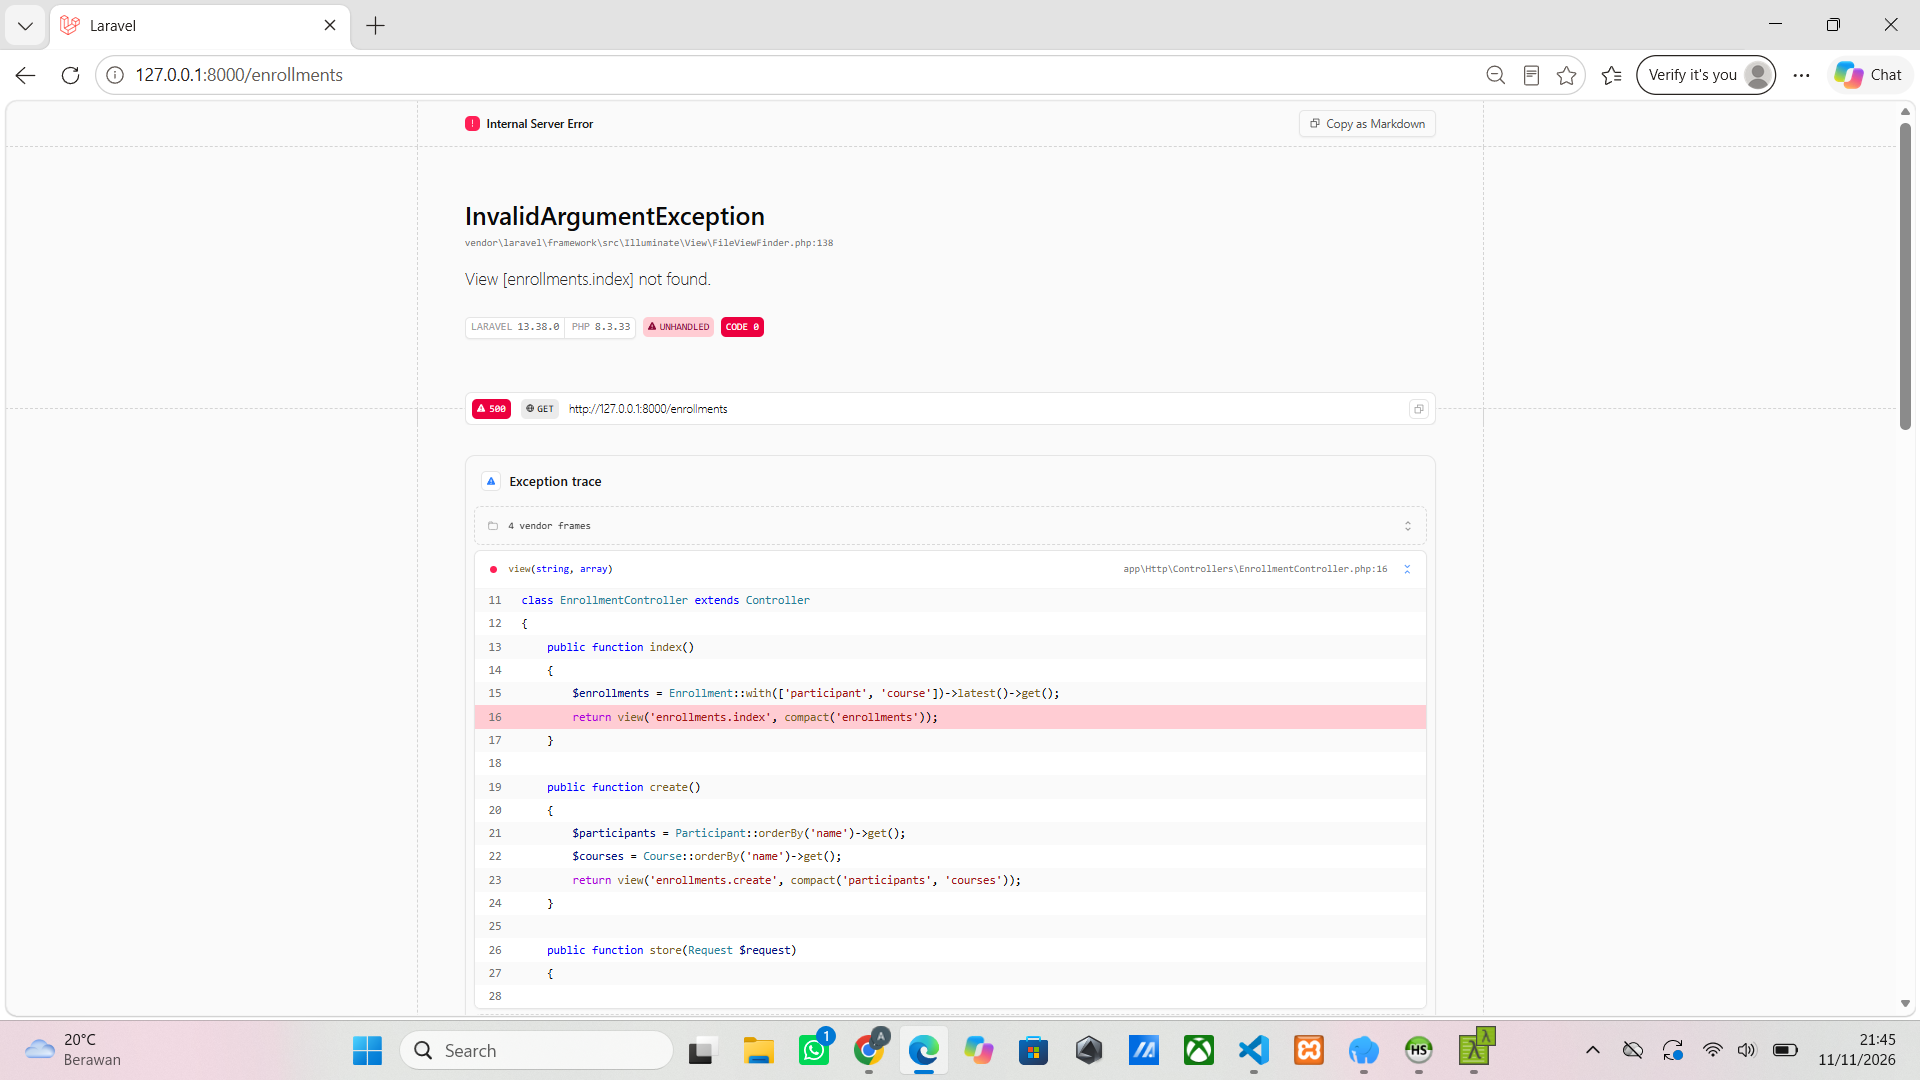 Laravel
127.0.0.1:8000/enrollments
Verify it's you
Chat
Internal Server Error
Copy as Markdown
InvalidArgumentException
vendor\laravel\framework\src\Illuminate\View\FileViewFinder.php:138
View [enrollments.index] not found.
LARAVEL 13.38.0 PHP 8.3.33 UNHANDLED CODE 0
500 GET http://127.0.0.1:8000/enrollments
Exception trace
4 vendor frames
view(string, array) app\Http\Controllers\EnrollmentController.php:16
11 class EnrollmentController extends Controller
12 {
13     public function index()
14     {
15         $enrollments = Enrollment::with(['participant', 'course'])->latest()->get();
16         return view('enrollments.index', compact('enrollments'));
17     }
18
19     public function create()
20     {
21         $participants = Participant::orderBy('name')->get();
22         $courses = Course::orderBy('name')->get();
23         return view('enrollments.create', compact('participants', 'courses'));
24     }
25
26     public function store(Request $request)
27     {
28
20°C
Berawan
Search
1
A
HS
21:45
11/11/2026